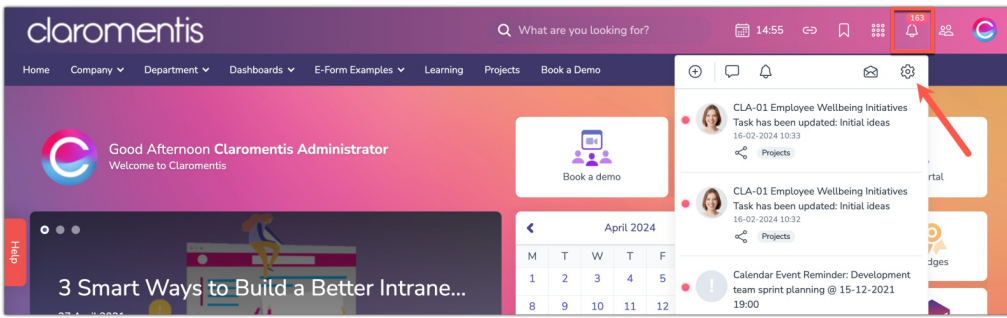 claromentis
What are you looking for?
14:55
163
Home
Company
Department
Dashboards
E-Form Examples
Learning
Projects
Book a Demo
Good Afternoon Claromentis Administrator
Welcome to Claromentis
Book a demo
CLA-01 Employee Wellbeing Initiatives
Task has been updated: Initial ideas
16-02-2024 10:33
Projects
CLA-01 Employee Wellbeing Initiatives
Task has been updated: Initial ideas
16-02-2024 10:32
Projects
Calendar Event Reminder: Development
team sprint planning @ 15-12-2021
19:00
Help
3 Smart Ways to Build a Better Intrane...
27 April 2021
April 2024
M T W T F
1 2 3 4 5
8 9 10 11 12